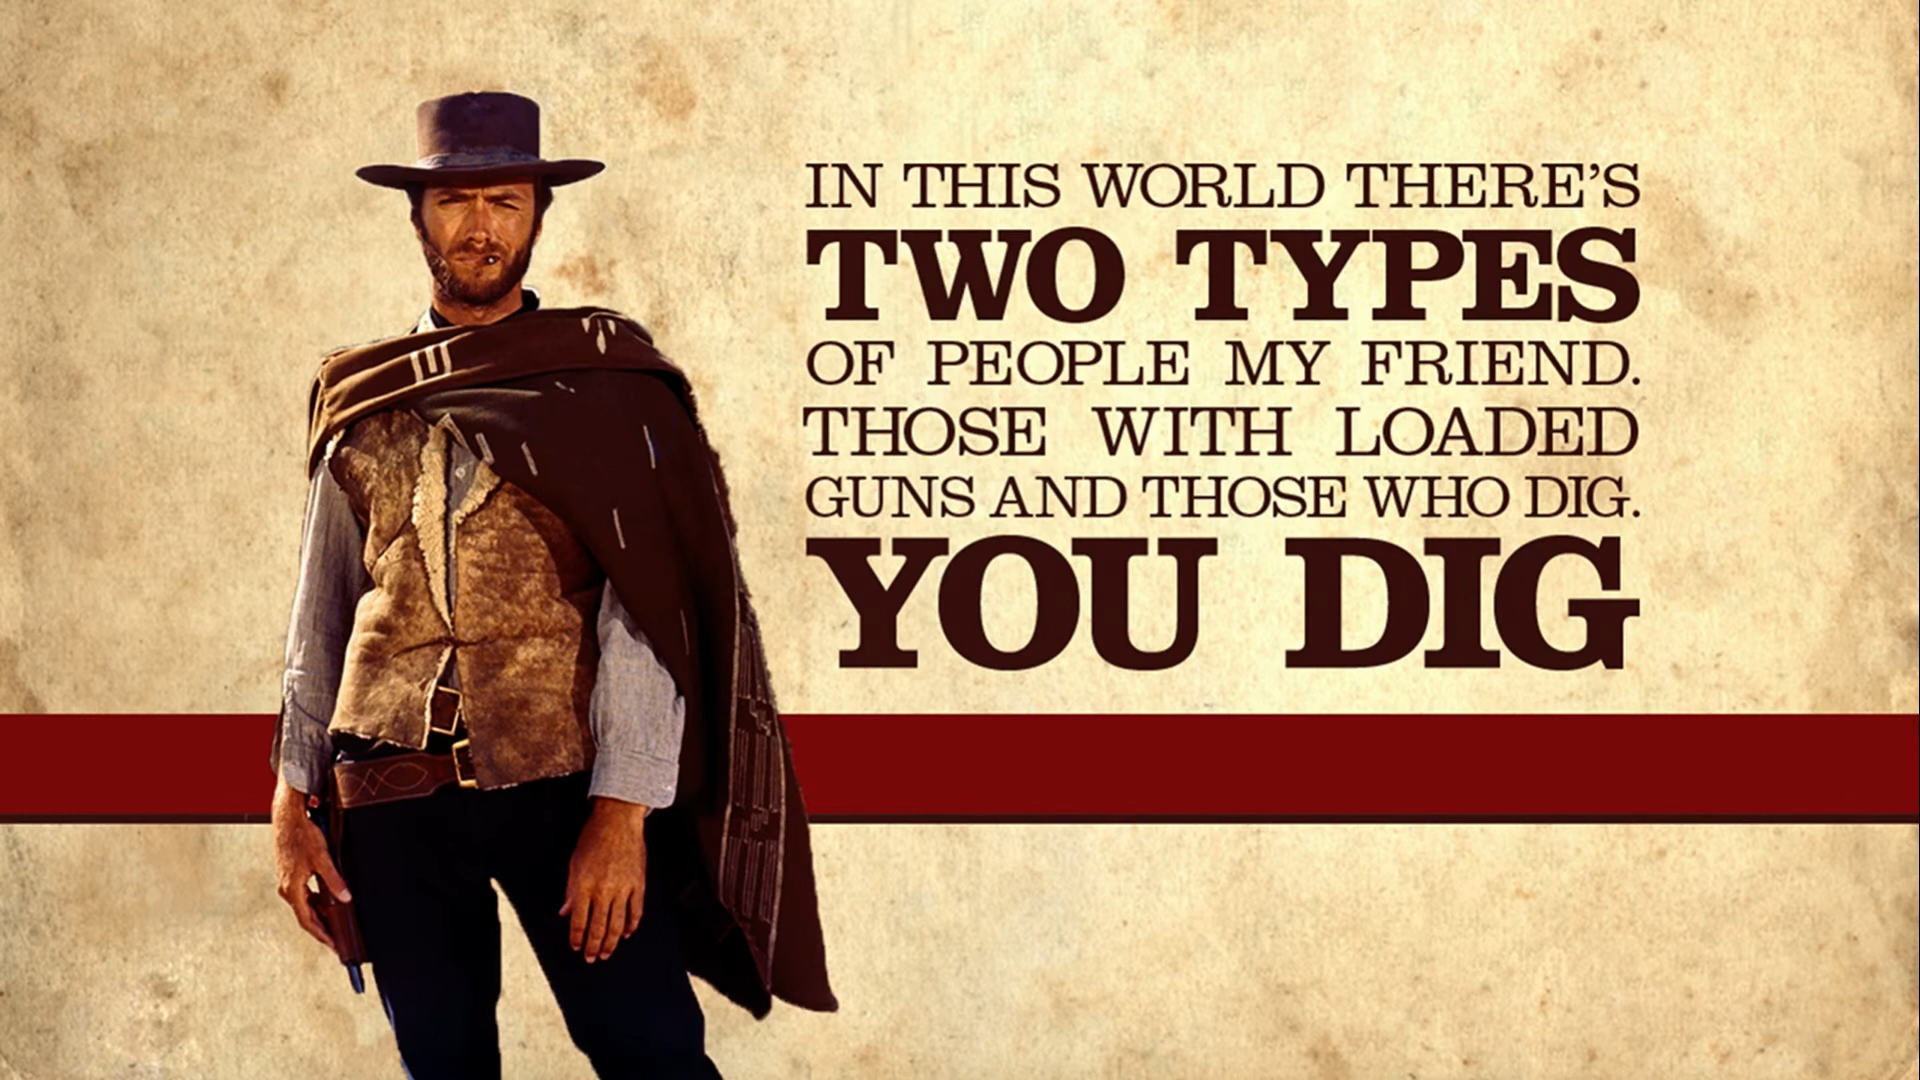 IN THIS WORLD THERE’S
TWO TYPES
OF PEOPLE MY FRIEND.
THOSE WITH LOADED
GUNS AND THOSE WHO DIG.
YOU DIG